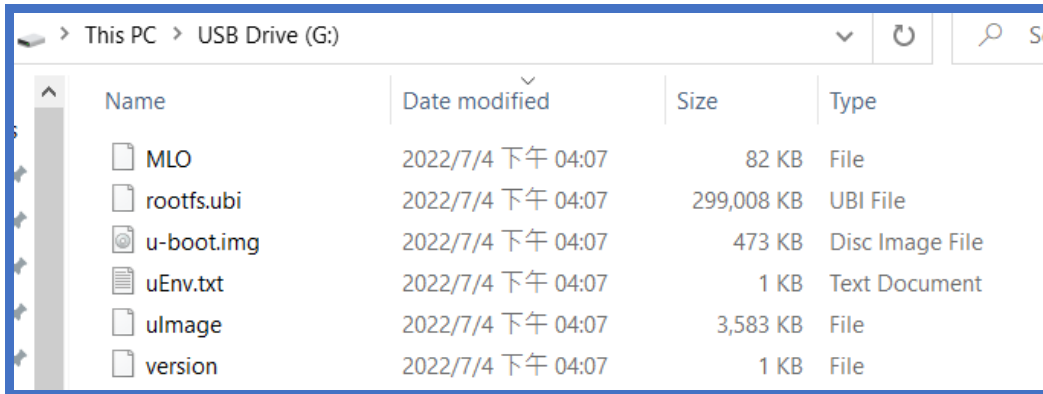 This PC > USB Drive (G:)
Name Date modified Size Type
MLO 2022/7/4 下午 04:07 82 KB File
rootfs.ubi 2022/7/4 下午 04:07 299,008 KB UBI File
u-boot.img 2022/7/4 下午 04:07 473 KB Disc Image File
uEnv.txt 2022/7/4 下午 04:07 1 KB Text Document
uImage 2022/7/4 下午 04:07 3,583 KB File
version 2022/7/4 下午 04:07 1 KB File